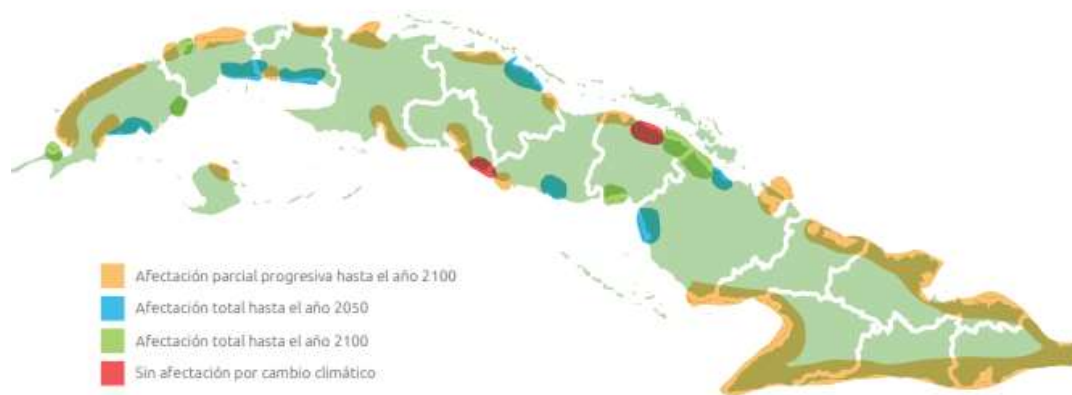 Afectación parcial progresiva hasta el año 2100
Afectación total hasta el año 2050
Afectación total hasta el año 2100
Sin afectación por cambio climático